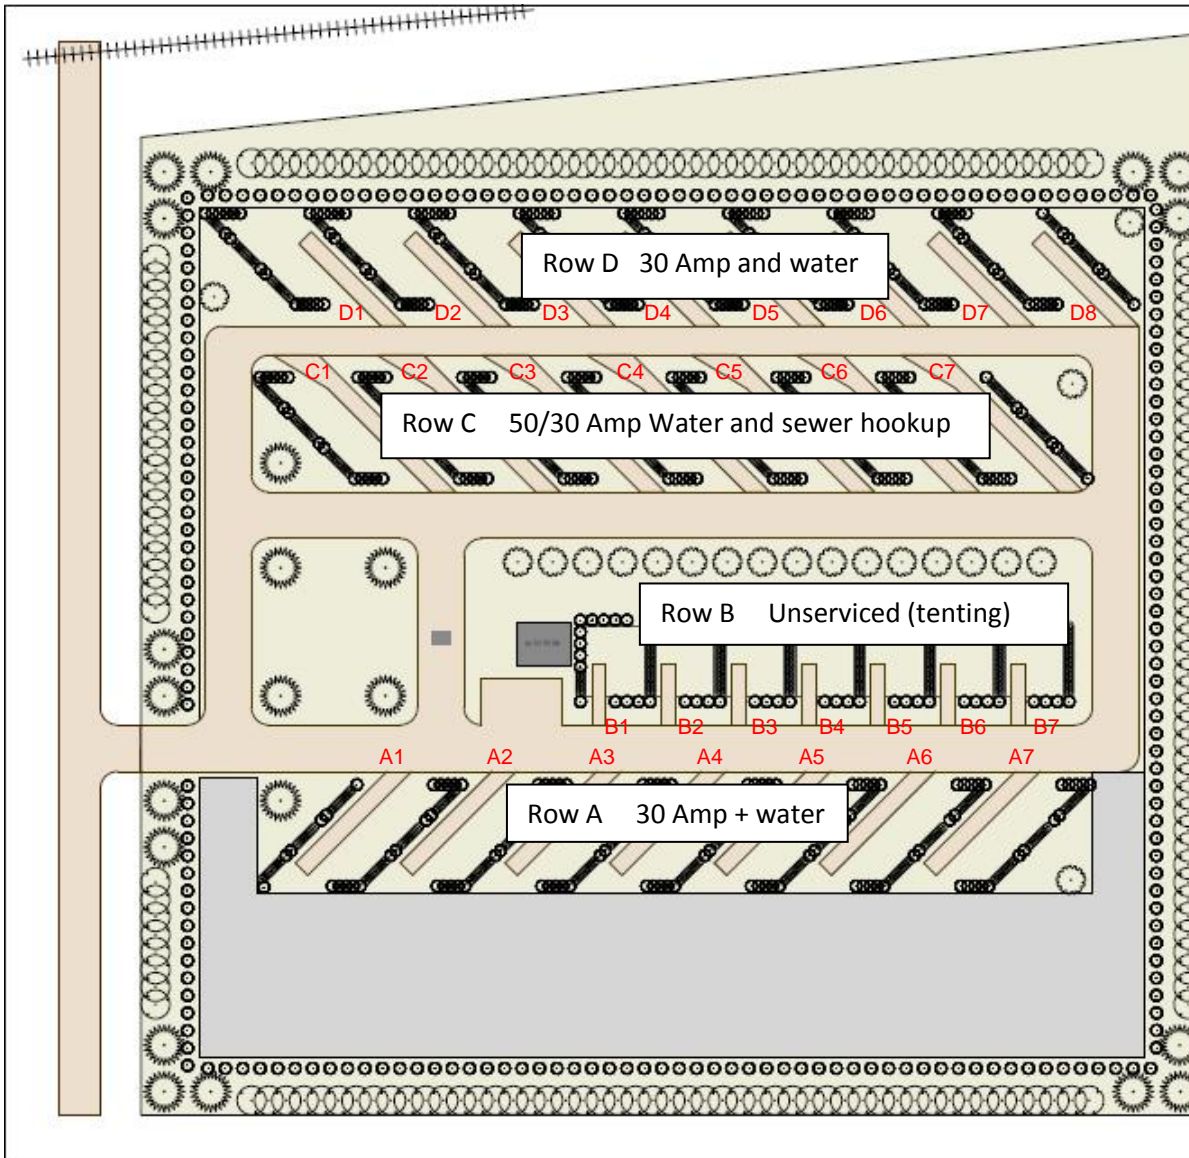 Row D 30 Amp and water
D1 D2 D3 D4 D5 D6 D7 D8
C1 C2 C3 C4 C5 C6 C7
Row C 50/30 Amp Water and sewer hookup
Row B Unserviced (tenting)
B1 B2 B3 B4 B5 B6 B7
A1 A2 A3 A4 A5 A6 A7
Row A 30 Amp + water